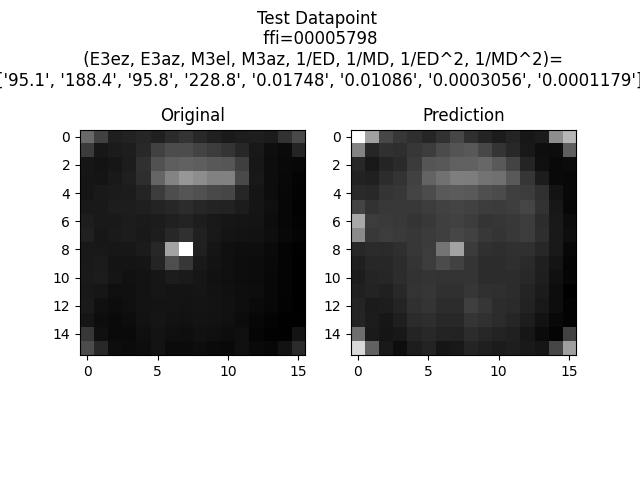 Test Datapoint
ffi=00005798
(E3ez, E3az, M3el, M3az, 1/ED, 1/MD, 1/ED^2, 1/MD^2)=
['95.1', '188.4', '95.8', '228.8', '0.01748', '0.01086', '0.0003056', '0.0001179']
Original Prediction
0 0
2 2
4 4
6 6
8 8
10 10
12 12
14 14
0 5 10 15 0 5 10 15